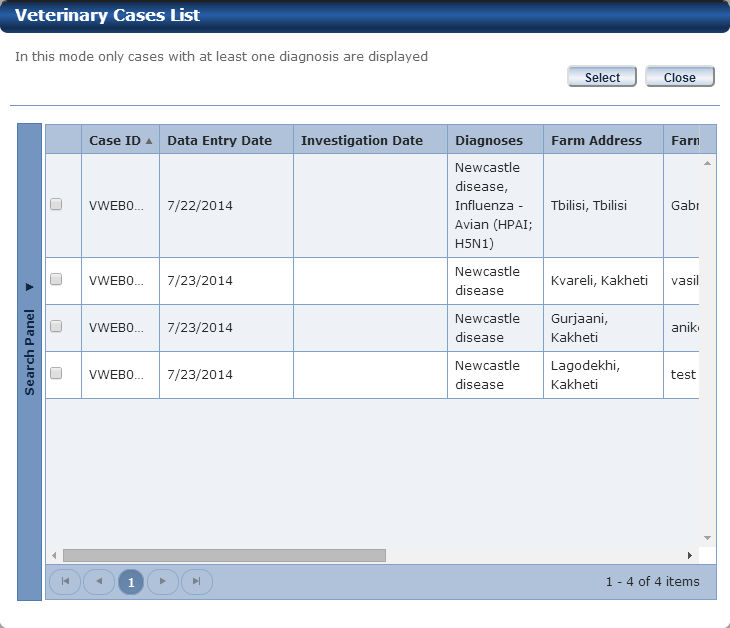 Veterinary Cases List
In this mode only cases with at least one diagnosis are displayed
Select Close
Case ID Data Entry Date Investigation Date Diagnoses Farm Address Farm
VWEB0... 7/22/2014 Newcastle disease, Influenza - Avian (HPAI; H5N1) Tbilisi, Tbilisi Gabr
VWEB0... 7/23/2014 Newcastle disease Kvareli, Kakheti vasil
VWEB0... 7/23/2014 Newcastle disease Gurjaani, Kakheti anik
VWEB0... 7/23/2014 Newcastle disease Lagodekhi, Kakheti test
Search Panel
1
1 - 4 of 4 items